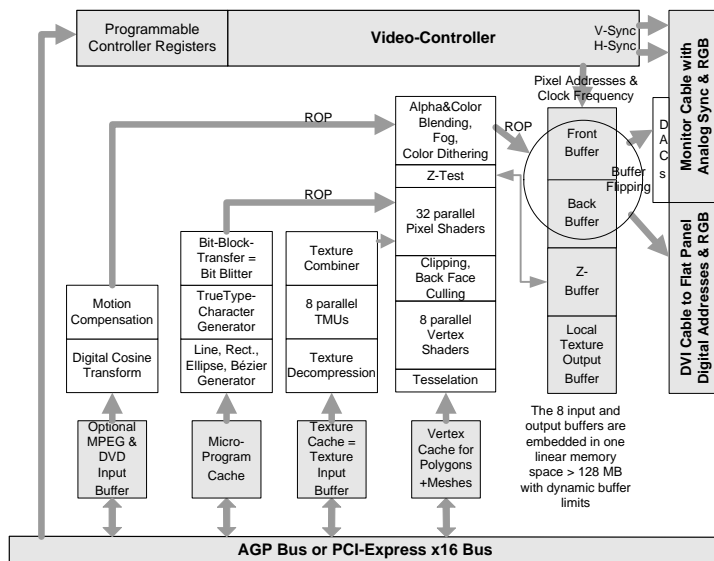 Programmable
Controller Registers
Video-Controller
V-Sync
H-Sync
Monitor Cable with
Analog Sync & RGB
DVI Cable to Flat Panel
Digital Addresses & RGB
Pixel Addresses &
Clock Frequency
ROP
Alpha&Color
Blending,
Fog,
Color Dithering
ROP
Front
Buffer
D
A
C
s
Buffer
Flipping
Z-Test
ROP
32 parallel
Pixel Shaders
Back
Buffer
Bit-Block-
Transfer =
Bit Blitter
Texture
Combiner
Clipping,
Back Face
Culling
Z-
Buffer
Motion
Compensation
TrueType-
Character
Generator
8 parallel
TMUs
8 parallel
Vertex
Shaders
Local
Texture
Output
Buffer
Digital Cosine
Transform
Line, Rect.,
Ellipse, Bézier
Generator
Texture
Decompression
Tesselation
Optional
MPEG &
DVD
Input
Buffer
Micro-
Program
Cache
Texture
Cache =
Texture
Input
Buffer
Vertex
Cache for
Polygons
+Meshes
The 8 input and
output buffers are
embedded in one
linear memory
space > 128 MB
with dynamic buffer
limits
AGP Bus or PCI-Express x16 Bus